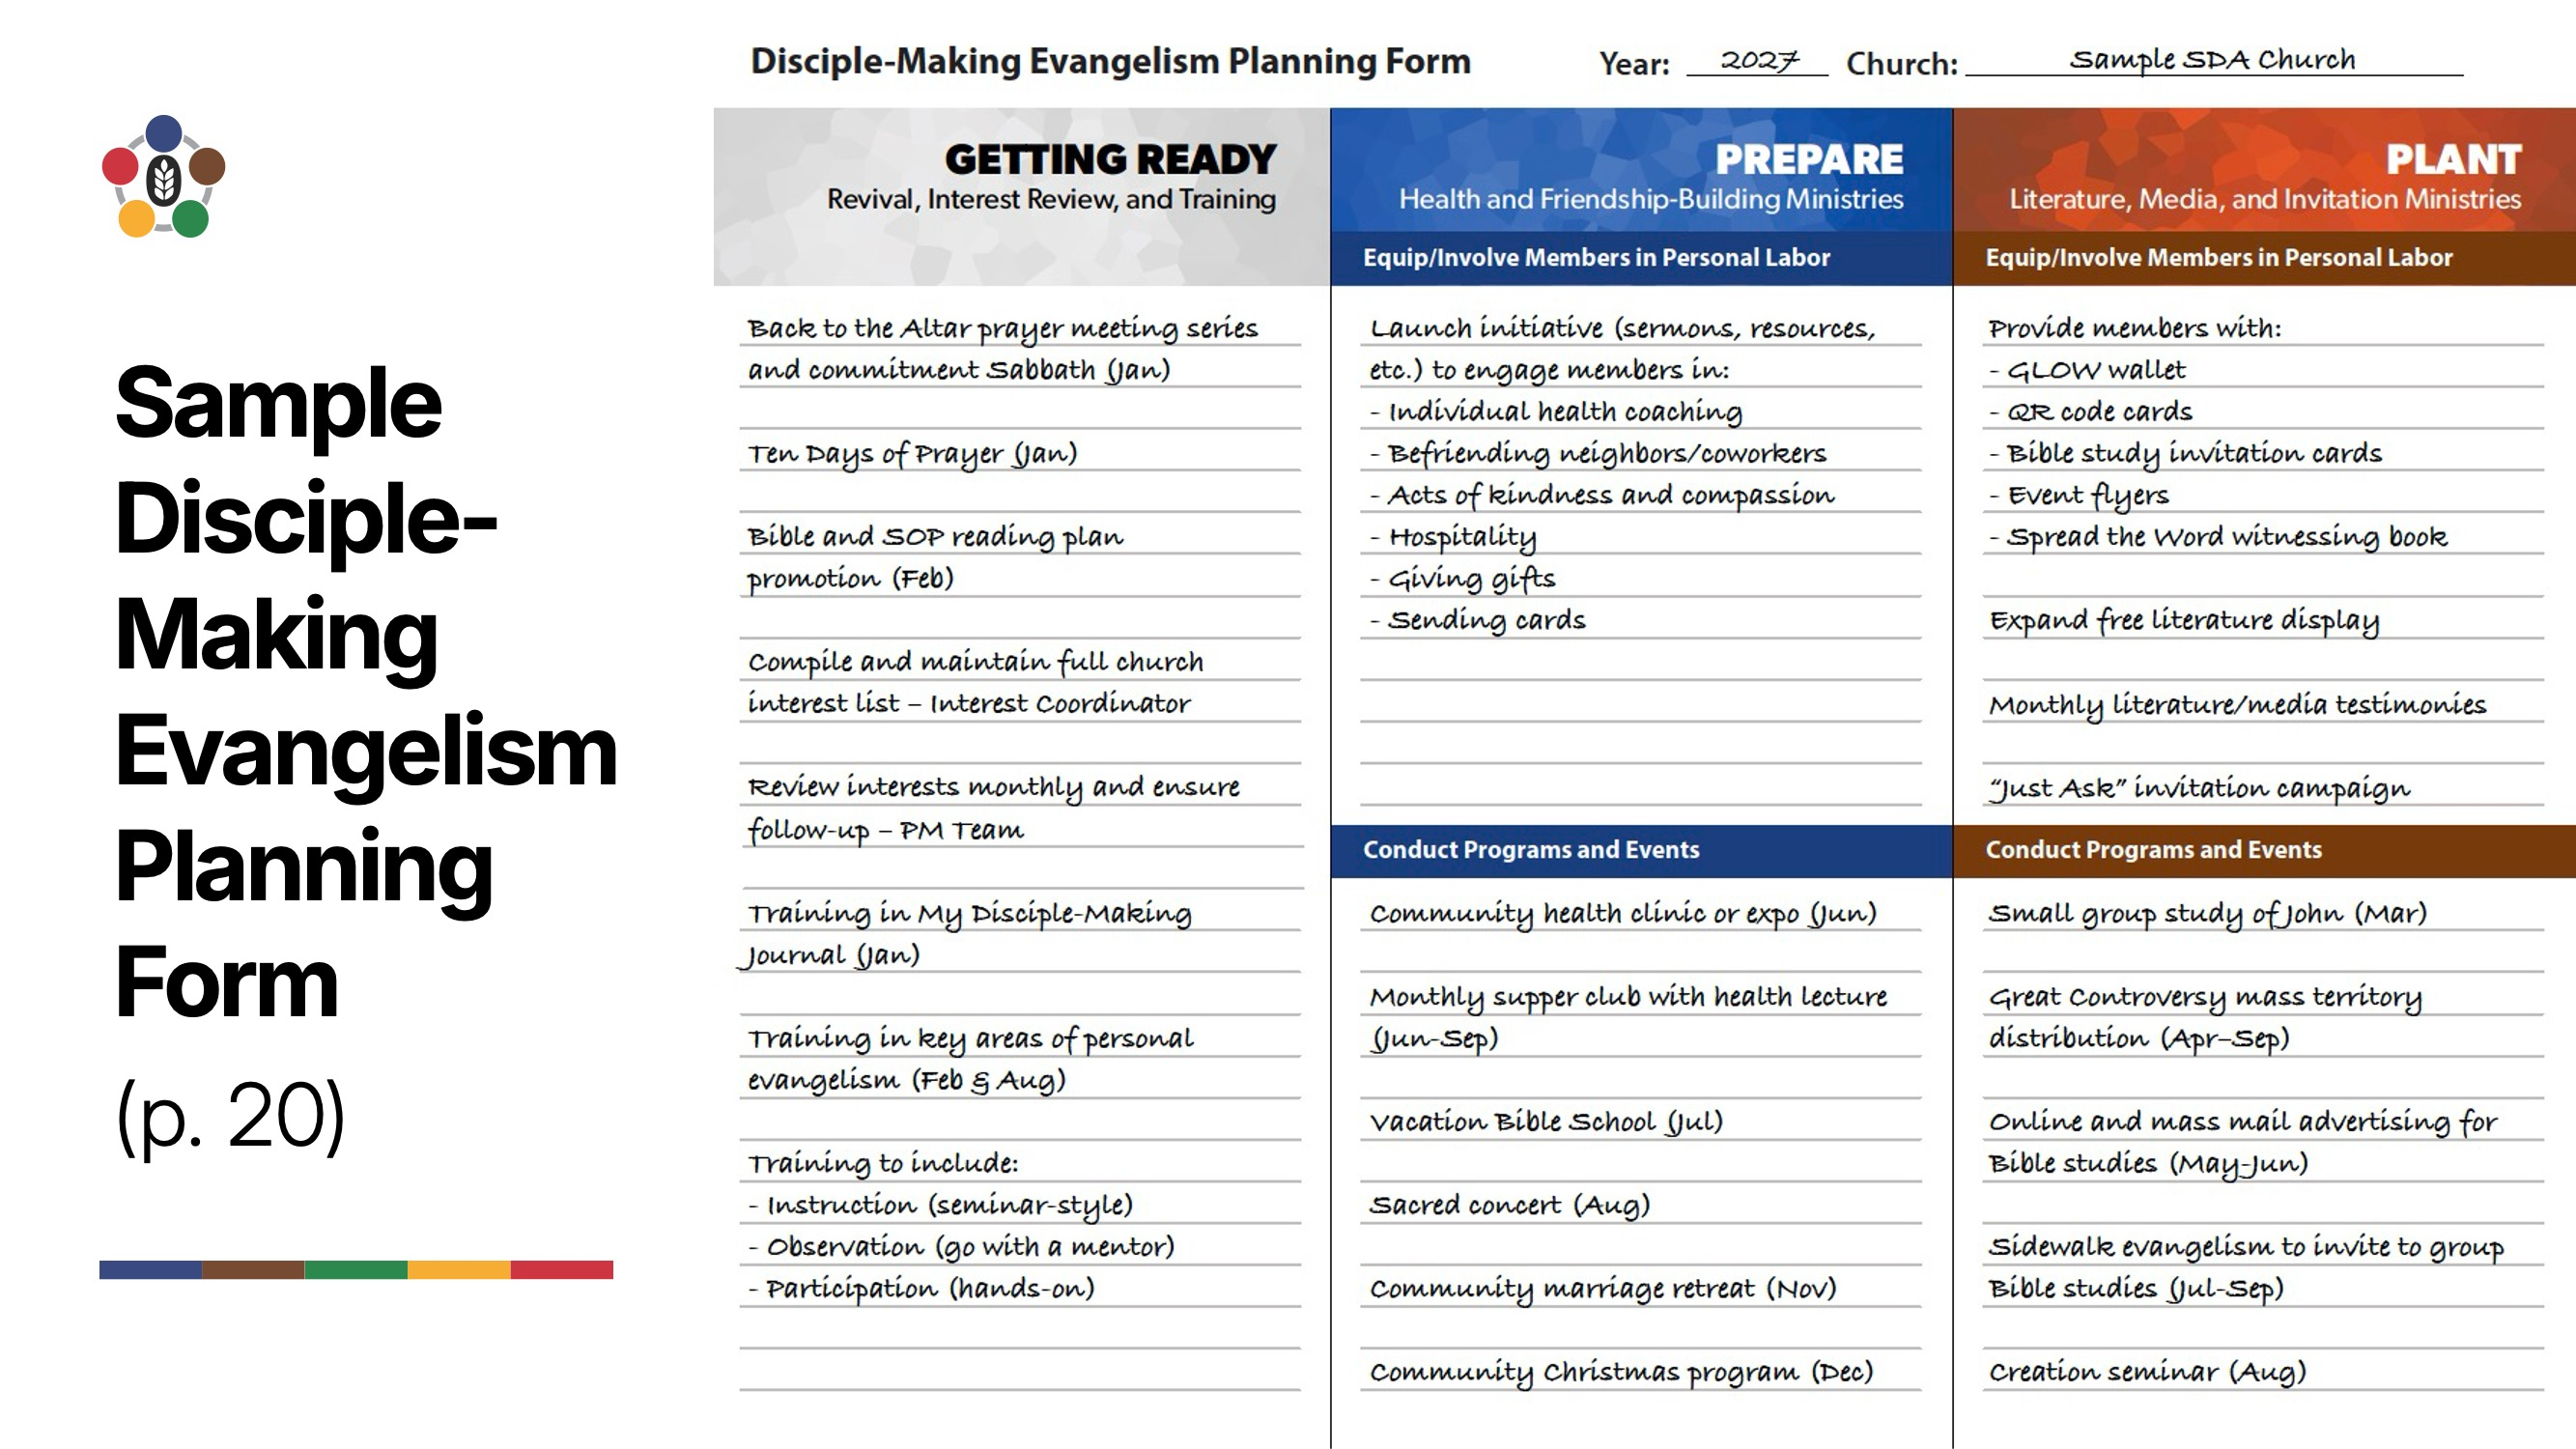 Sample
Disciple-
Making
Evangelism
Planning
Form
(p. 20)
Disciple-Making Evangelism Planning Form
Year: 2027 Church: Sample SDA Church
GETTING READY
Revival, Interest Review, and Training
Back to the Altar prayer meeting series
and commitment Sabbath (Jan)
Ten Days of Prayer (Jan)
Bible and SOP reading plan
promotion (Feb)
Compile and maintain full church
interest list – Interest Coordinator
Review interests monthly and ensure
follow-up – PM Team
Training in My Disciple-Making
Journal (Jan)
Training in key areas of personal
evangelism (Feb & Aug)
Training to include:
- Instruction (seminar-style)
- Observation (go with a mentor)
- Participation (hands-on)
PREPARE
Health and Friendship-Building Ministries
Equip/Involve Members in Personal Labor
Launch initiative (sermons, resources,
etc.) to engage members in:
- Individual health coaching
- Befriending neighbors/coworkers
- Acts of kindness and compassion
- Hospitality
- Giving gifts
- Sending cards
Conduct Programs and Events
Community health clinic or expo (Jun)
Monthly supper club with health lecture
(Jun-Sep)
Vacation Bible School (Jul)
Sacred concert (Aug)
Community marriage retreat (Nov)
Community Christmas program (Dec)
PLANT
Literature, Media, and Invitation Ministries
Equip/Involve Members in Personal Labor
Provide members with:
- GLOW wallet
- QR code cards
- Bible study invitation cards
- Event flyers
- Spread the Word witnessing book
Expand free literature display
Monthly literature/media testimonies
“Just Ask” invitation campaign
Conduct Programs and Events
Small group study of John (Mar)
Great Controversy mass territory
distribution (Apr–Sep)
Online and mass mail advertising for
Bible studies (May-Jun)
Sidewalk evangelism to invite to group
Bible studies (Jul-Sep)
Creation seminar (Aug)